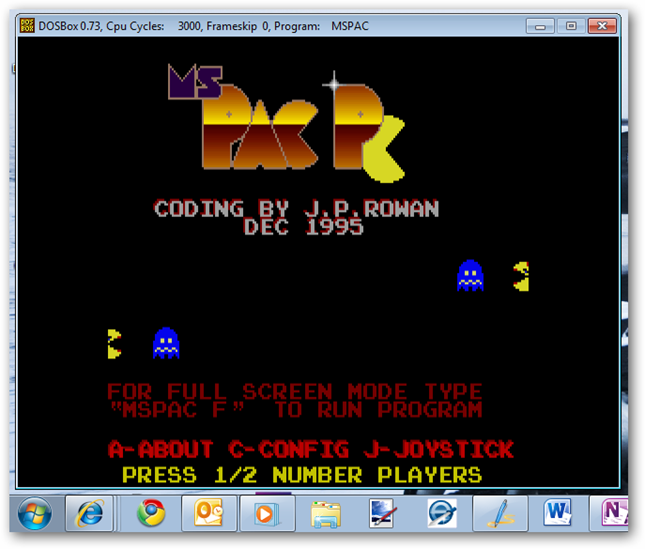 DOSBox 0.73, Cpu Cycles: 3000, Frameskip 0, Program: MSPAC
MS
PAC PC
CODING BY J.P.ROWAN
DEC 1995
FOR FULL SCREEN MODE TYPE
"MSPAC F" TO RUN PROGRAM
A-ABOUT C-CONFIG J-JOYSTICK
PRESS 1/2 NUMBER PLAYERS